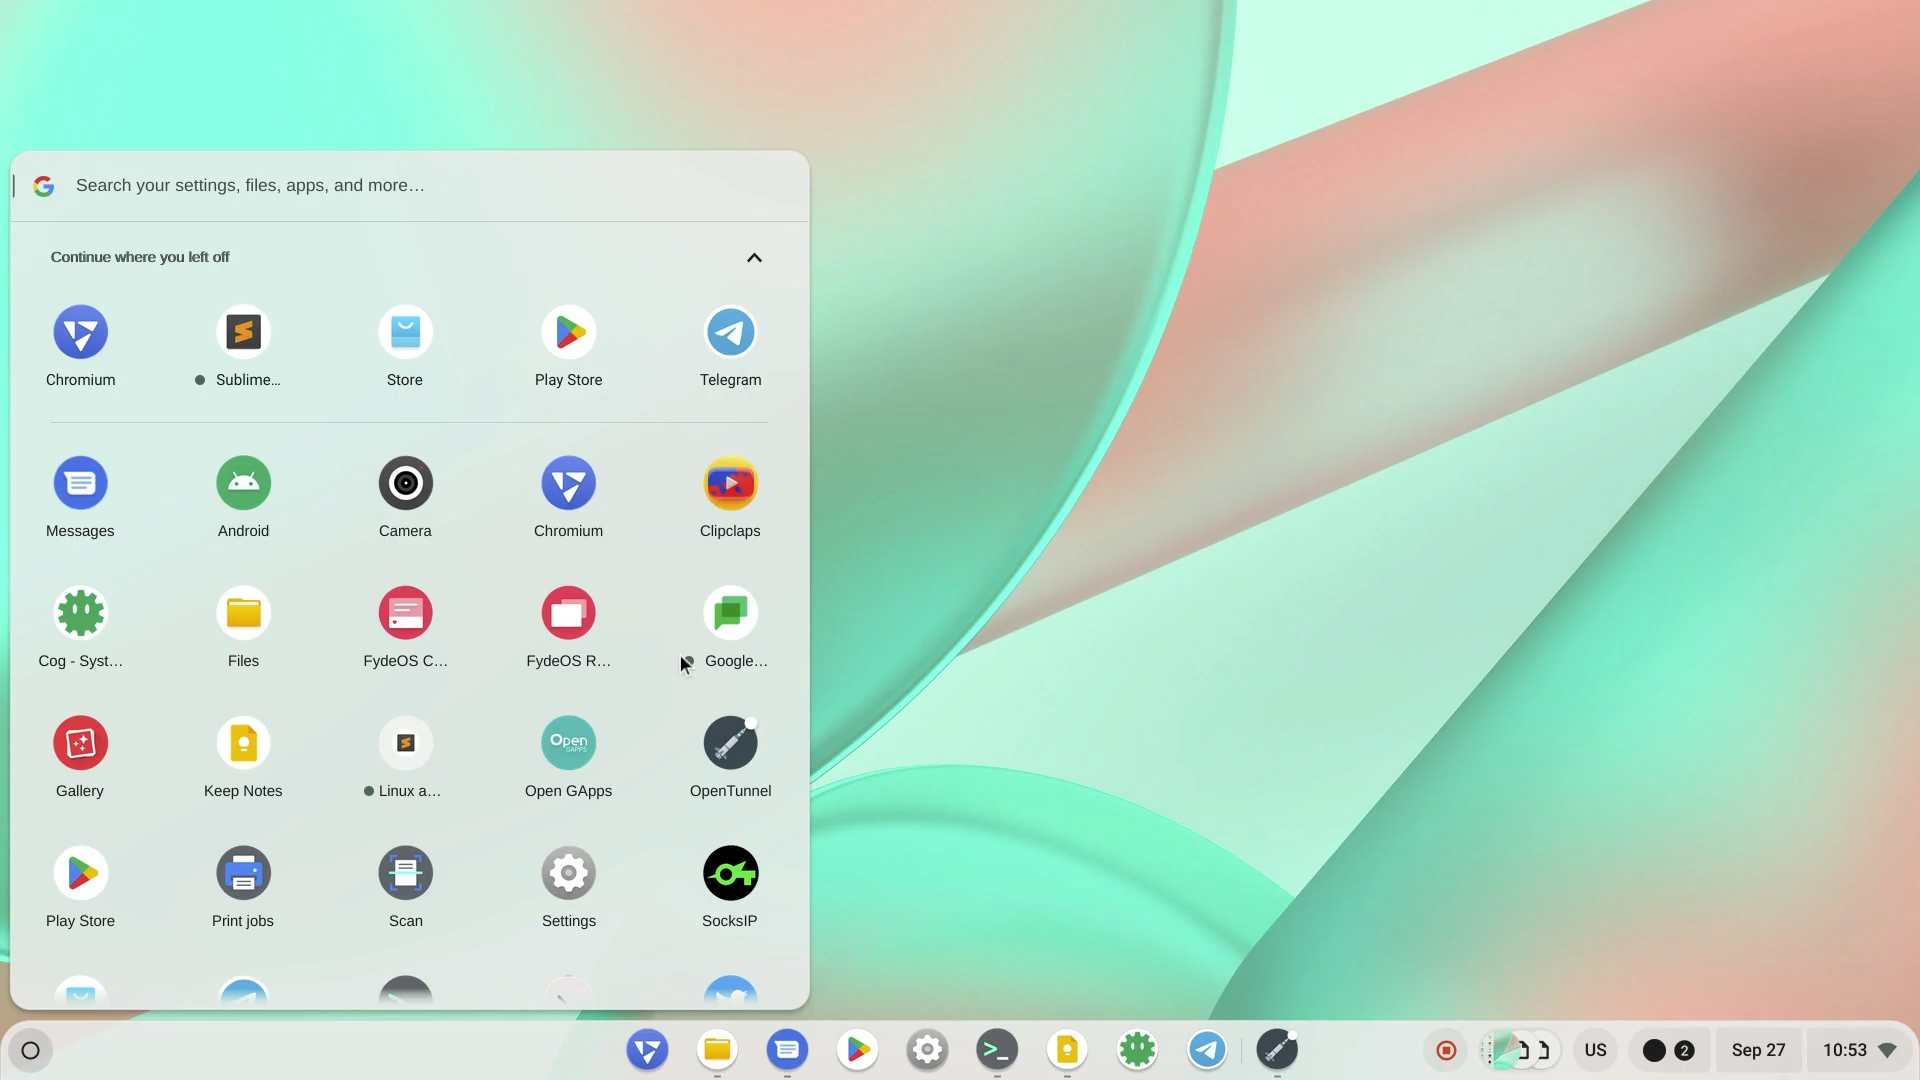 Search your settings, files, apps, and more…
Continue where you left off
Chromium
Sublime…
Store
Play Store
Telegram
Messages
Android
Camera
Chromium
Clipclaps
Cog - Syst…
Files
FydeOS C…
FydeOS R…
Google…
Gallery
Keep Notes
Linux a…
Open GApps
OpenTunnel
Open
GAPPS
Play Store
Print jobs
Scan
Settings
SocksIP
US
2
Sep 27
10:53